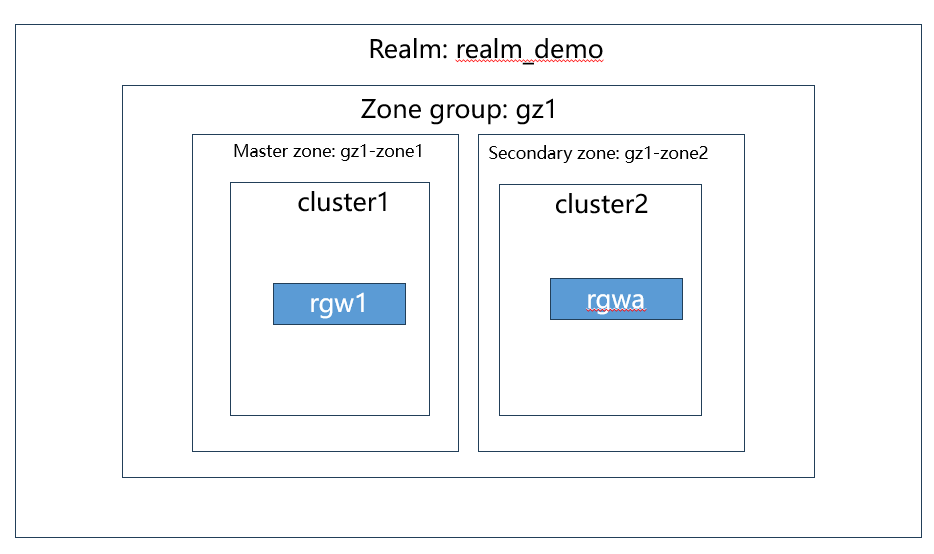 Realm: realm_demo
Zone group: gz1
Master zone: gz1-zone1
cluster1
rgw1
Secondary zone: gz1-zone2
cluster2
rgwa